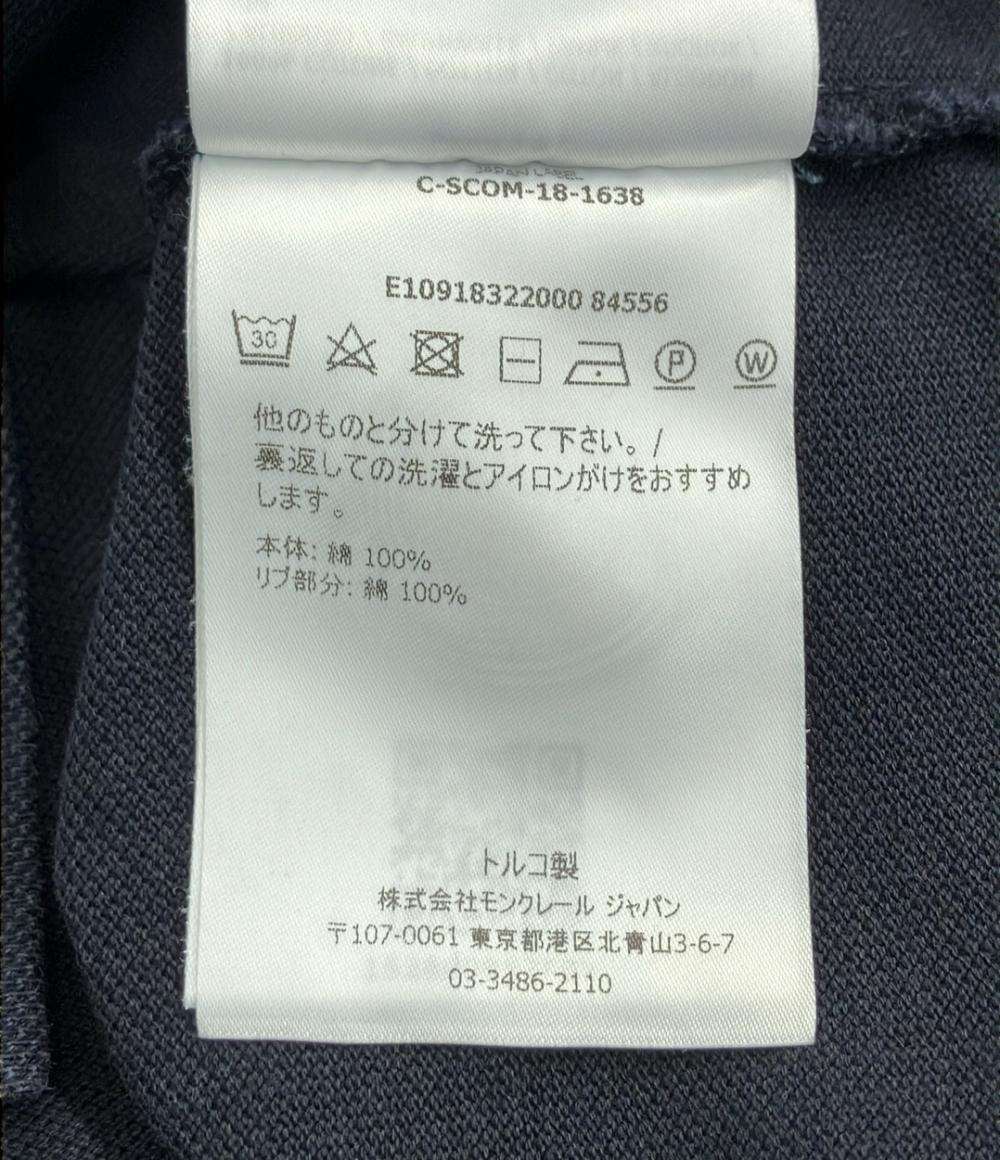 JAPAN LABEL
C-SCOM-18-1638
E10918322000 84556
30 P W
他のものと分けて洗って下さい。/
裏返しての洗濯とアイロンがけをおすすめ
します。
本体: 綿 100%
リブ部分: 綿 100%
トルコ製
株式会社モンクレール ジャパン
〒107-0061 東京都港区北青山3-6-7
03-3486-2110